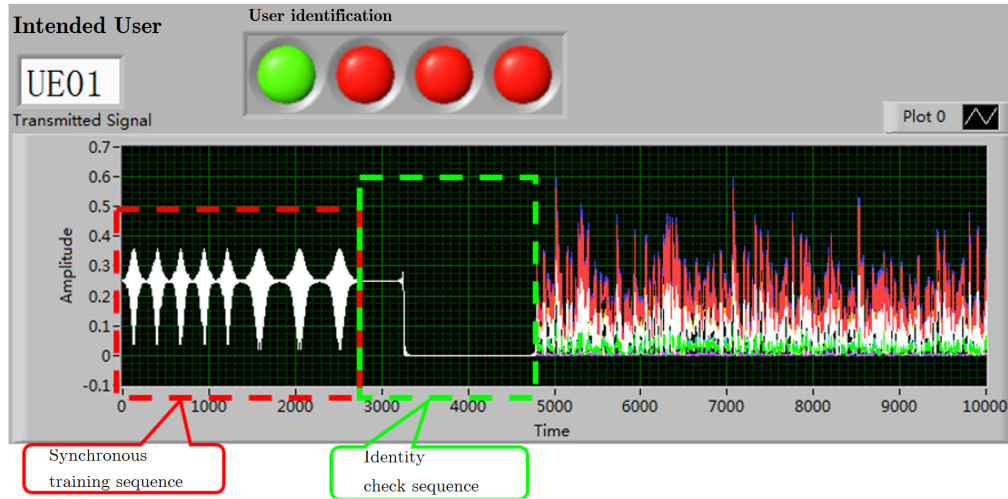 Intended User
User identification
UE01
Transmitted Signal
Plot 0
0.7
0.6
0.5
0.4
0.3
0.2
0.1
0
-0.1
Amplitude
0 1000 2000 3000 4000 5000 6000 7000 8000 9000 10000
Time
Synchronous
training sequence
Identity
check sequence